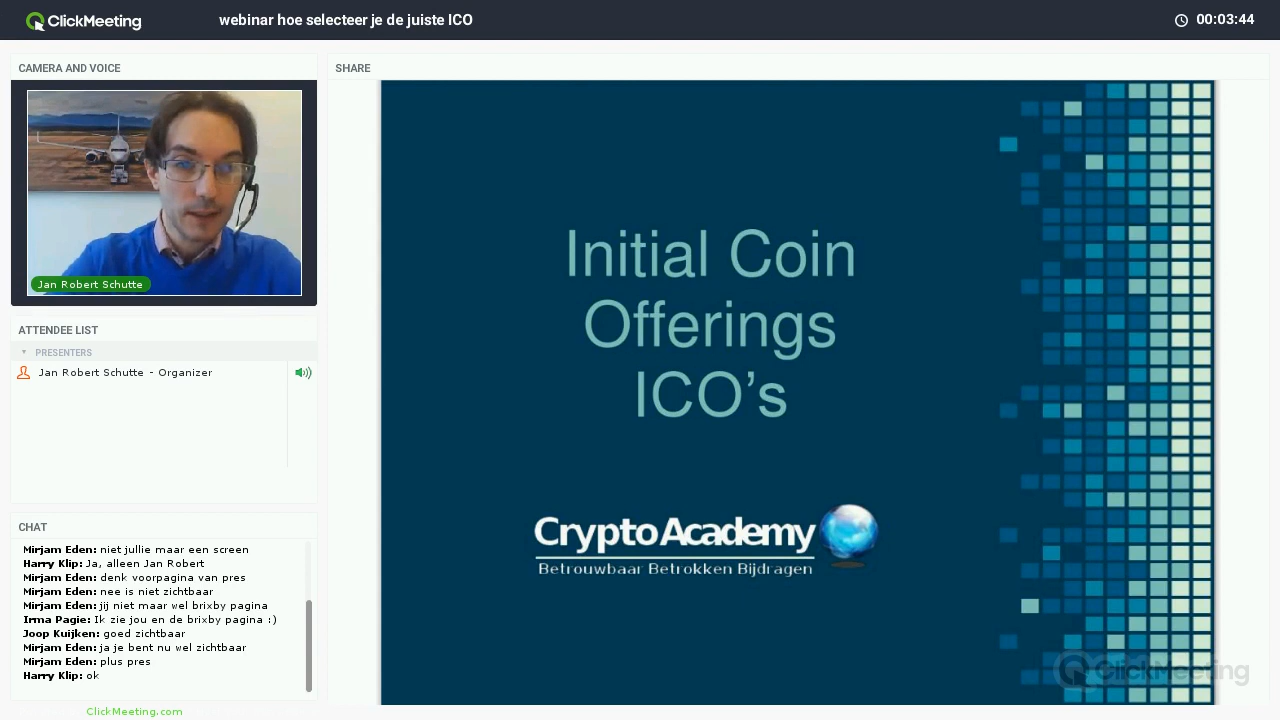 ClickMeeting
webinar hoe selecteer je de juiste ICO
00:03:44
CAMERA AND VOICE
Jan Robert Schutte
ATTENDEE LIST
PRESENTERS
Jan Robert Schutte - Organizer
CHAT
Mirjam Eden: niet jullie maar een screen
Harry Klip: Ja, alleen Jan Robert
Mirjam Eden: denk voorpagina van pres
Mirjam Eden: nee is niet zichtbaar
Mirjam Eden: jij niet maar wel brixby pagina
Irma Pagie: Ik zie jou en de brixby pagina :)
Joop Kuijken: goed zichtbaar
Mirjam Eden: ja je bent nu wel zichtbaar
Mirjam Eden: plus pres
Harry Klip: ok
ClickMeeting.com
SHARE
Initial Coin
Offerings
ICO's
CryptoAcademy
Betrouwbaar Betrokken Bijdragen
ClickMeeting